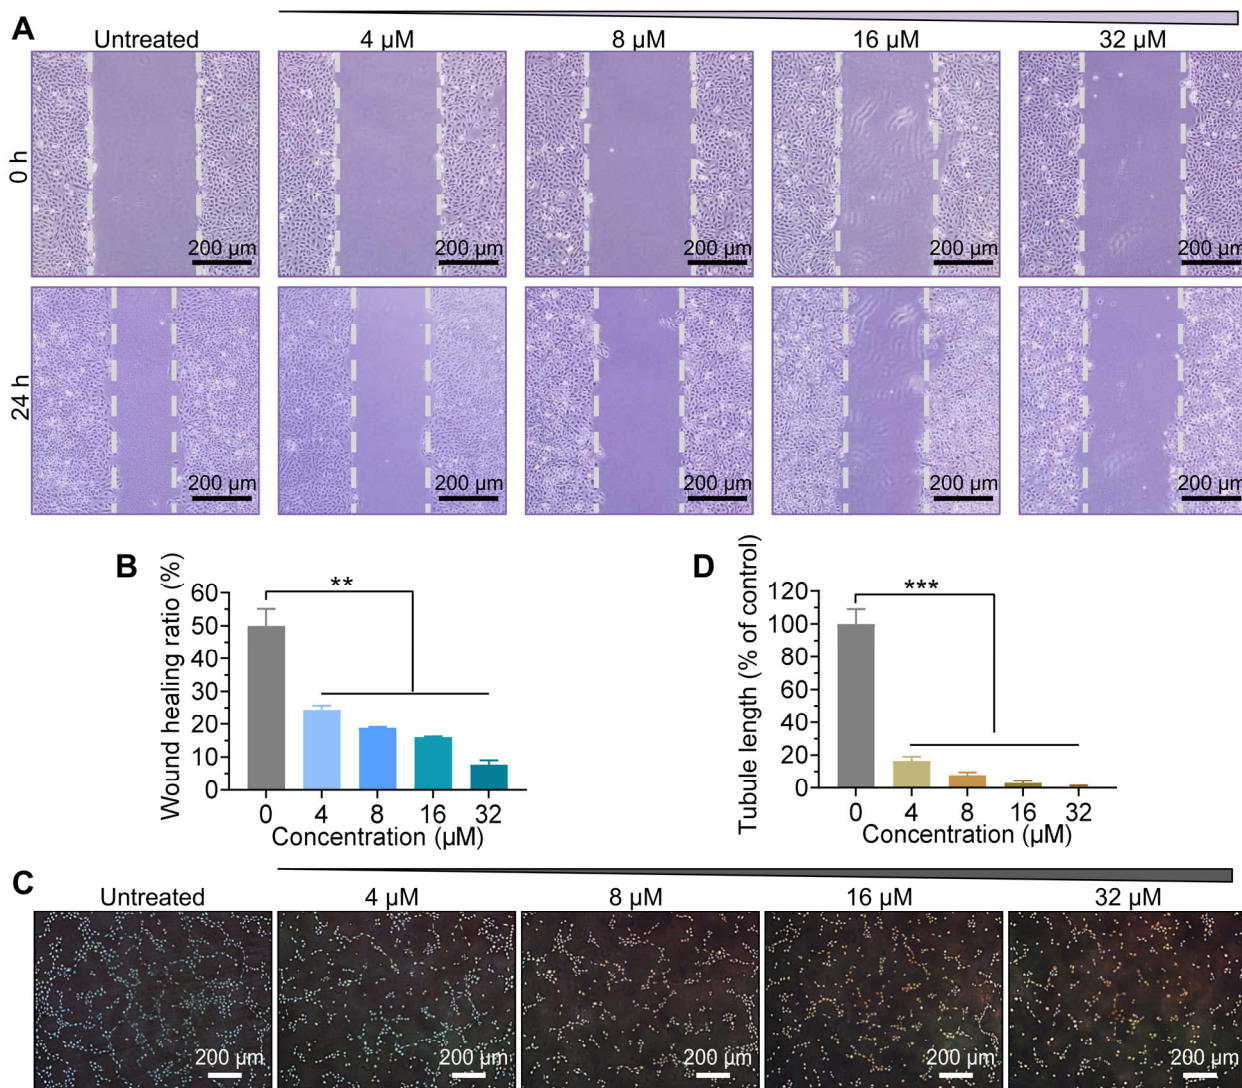 A
Untreated
4 µM
8 µM
16 µM
32 µM
0 h
200 µm
200 µm
200 µm
200 µm
200 µm
24 h
200 µm
200 µm
200 µm
200 µm
200 µm
B
Wound healing ratio (%)
60
50
40
30
20
10
0
**
0 4 8 16 32
Concentration (µM)
D
Tubule length (% of control)
120
100
80
60
40
20
0
***
0 4 8 16 32
Concentration (µM)
C
Untreated
4 µM
8 µM
16 µM
32 µM
200 µm
200 µm
200 µm
200 µm
200 µm